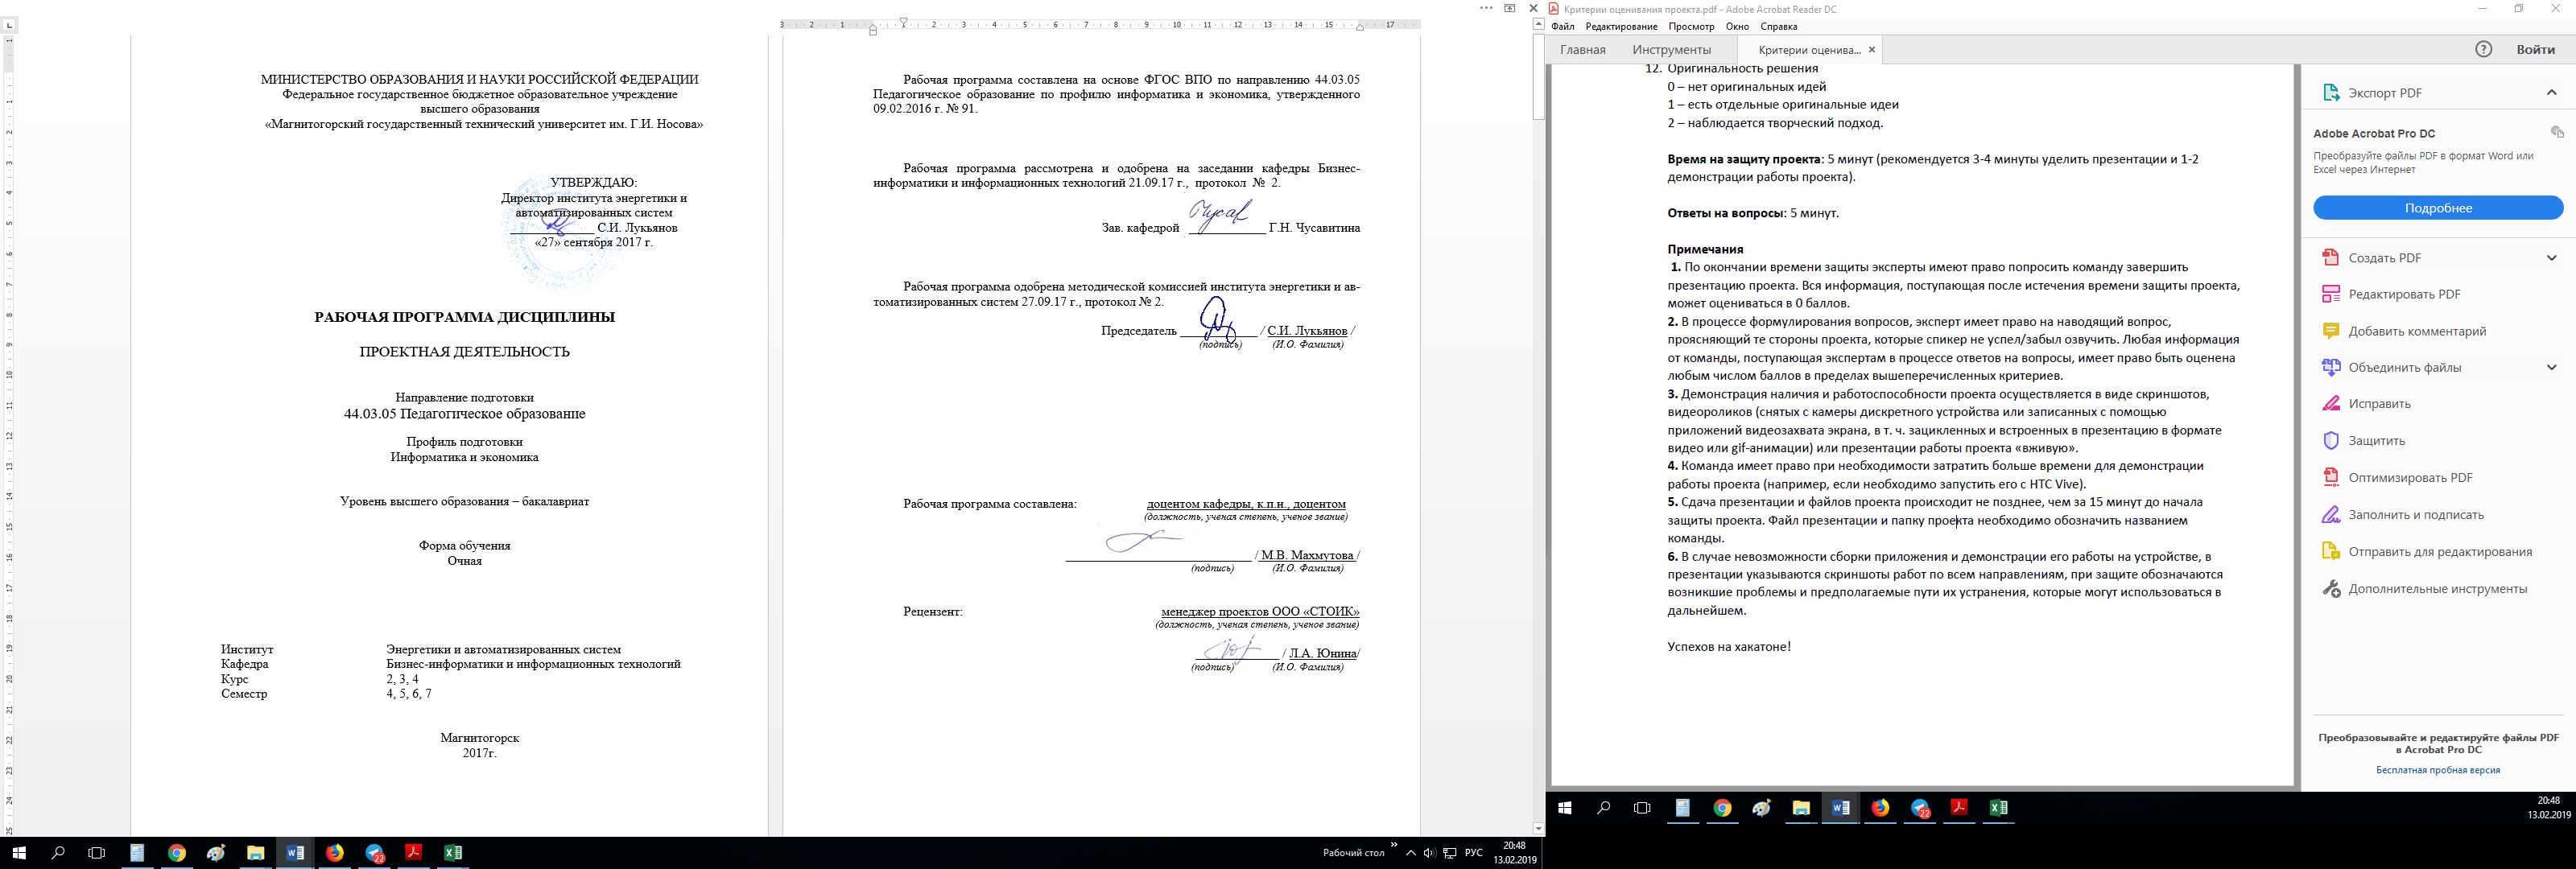 МИНИСТЕРСТВО ОБРАЗОВАНИЯ И НАУКИ РОССИЙСКОЙ ФЕДЕРАЦИИ
Федеральное государственное бюджетное образовательное учреждение
высшего образования
«Магнитогорский государственный технический университет им. Г.И. Носова»
УТВЕРЖДАЮ:
Директор института энергетики и
автоматизированных систем
С.И. Лукьянов
«27» сентября 2017 г.
РАБОЧАЯ ПРОГРАММА ДИСЦИПЛИНЫ
ПРОЕКТНАЯ ДЕЯТЕЛЬНОСТЬ
Направление подготовки
44.03.05 Педагогическое образование
Профиль подготовки
Информатика и экономика
Уровень высшего образования – бакалавриат
Форма обучения
Очная
Институт Энергетики и автоматизированных систем
Кафедра Бизнес-информатики и информационных технологий
Курс 2, 3, 4
Семестр 4, 5, 6, 7
Магнитогорск
2017г.
Рабочая программа составлена на основе ФГОС ВПО по направлению 44.03.05
Педагогическое образование по профилю информатика и экономика, утвержденного
09.02.2016 г. № 91.
Рабочая программа рассмотрена и одобрена на заседании кафедры Бизнес-
информатики и информационных технологий 21.09.17 г., протокол № 2.
Зав. кафедрой Г.Н. Чусавитина
Рабочая программа одобрена методической комиссией института энергетики и ав-
томатизированных систем 27.09.17 г., протокол № 2.
Председатель / С.И. Лукьянов /
(подпись) (И.О. Фамилия)
Рабочая программа составлена: доцентом кафедры, к.п.н., доцентом
(должность, ученая степень, ученое звание)
/ М.В. Махмутова /
(подпись) (И.О. Фамилия)
Рецензент: менеджер проектов ООО «СТОИК»
(должность, ученая степень, ученое звание)
/ Л.А. Юнина/
(подпись) (И.О. Фамилия)
Рабочий стол
РУС
20:48
13.02.2019
Критерии оценивания проекта.pdf - Adobe Acrobat Reader DC
Файл Редактирование Просмотр Окно Справка
Главная Инструменты Критерии оценива... Войти
12. Оригинальность решения
0 – нет оригинальных идей
1 – есть отдельные оригинальные идеи
2 – наблюдается творческий подход.
Время на защиту проекта: 5 минут (рекомендуется 3-4 минуты уделить презентации и 1-2
демонстрации работы проекта).
Ответы на вопросы: 5 минут.
Примечания
1. По окончании времени защиты эксперты имеют право попросить команду завершить
презентацию проекта. Вся информация, поступающая после истечения времени защиты проекта,
может оцениваться в 0 баллов.
2. В процессе формулирования вопросов, эксперт имеет право на наводящий вопрос,
проясняющий те стороны проекта, которые спикер не успел/забыл озвучить. Любая информация
от команды, поступающая экспертам в процессе ответов на вопросы, имеет право быть оценена
любым числом баллов в пределах вышеперечисленных критериев.
3. Демонстрация наличия и работоспособности проекта осуществляется в виде скриншотов,
видеороликов (снятых с камеры дискретного устройства или записанных с помощью
приложений видеозахвата экрана, в т. ч. зацикленных и встроенных в презентацию в формате
видео или gif-анимации) или презентации работы проекта «вживую».
4. Команда имеет право при необходимости затратить больше времени для демонстрации
работы проекта (например, если необходимо запустить его с HTC Vive).
5. Сдача презентации и файлов проекта происходит не позднее, чем за 15 минут до начала
защиты проекта. Файл презентации и папку проекта необходимо обозначить названием
команды.
6. В случае невозможности сборки приложения и демонстрации его работы на устройстве, в
презентации указываются скриншоты работ по всем направлениям, при защите обозначаются
возникшие проблемы и предполагаемые пути их устранения, которые могут использоваться в
дальнейшем.
Успехов на хакатоне!
Экспорт PDF
Adobe Acrobat Pro DC
Преобразуйте файлы PDF в формат Word или
Excel через Интернет
Подробнее
Создать PDF
Редактировать PDF
Добавить комментарий
Объединить файлы
Исправить
Защитить
Оптимизировать PDF
Заполнить и подписать
Отправить для редактирования
Дополнительные инструменты
Преобразовывайте и редактируйте файлы PDF
в Acrobat Pro DC
Бесплатная пробная версия
20:48
13.02.2019